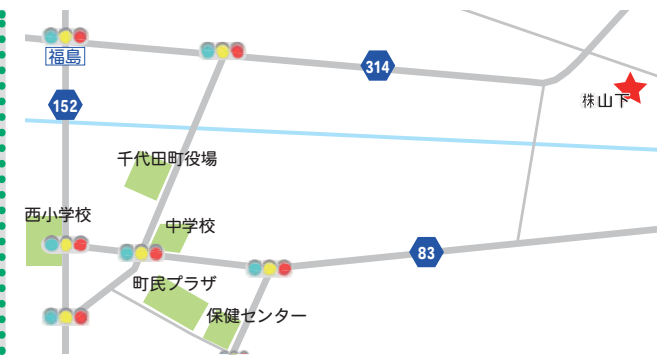 福島
314
㈱山下
152
千代田町役場
西小学校
中学校
83
町民プラザ
保健センター